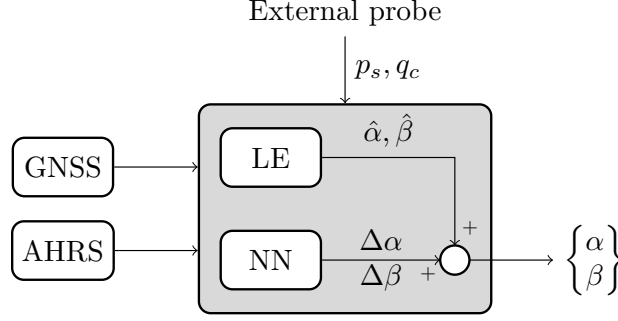 External probe
p_s, q_c
α̂, β̂
GNSS
LE
AHRS
NN
Δα
Δβ
+
+
{α
β}